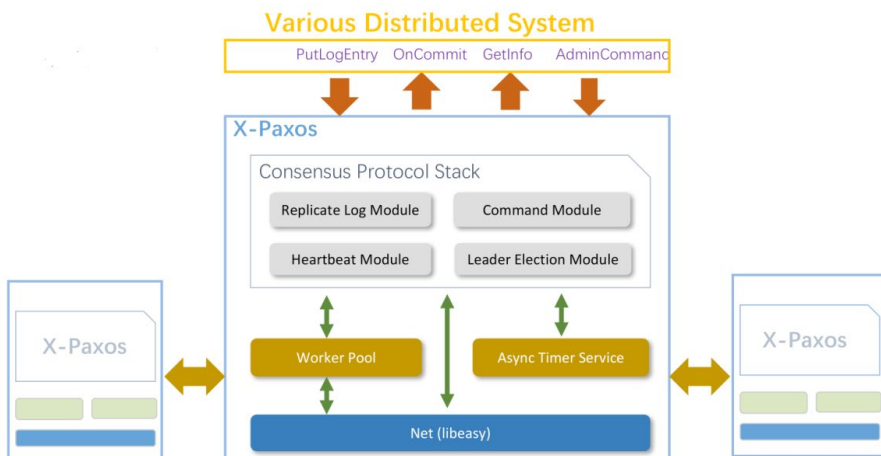 Various Distributed System
PutLogEntry OnCommit GetInfo AdminCommand
X-Paxos
Consensus Protocol Stack
Replicate Log Module Command Module
Heartbeat Module Leader Election Module
X-Paxos X-Paxos
Worker Pool Async Timer Service
Net (libeasy)